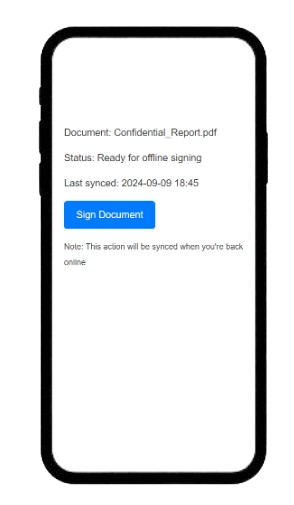 Document: Confidential_Report.pdf
Status: Ready for offline signing
Last synced: 2024-09-09 18:45
Sign Document
Note: This action will be synced when you're back
online